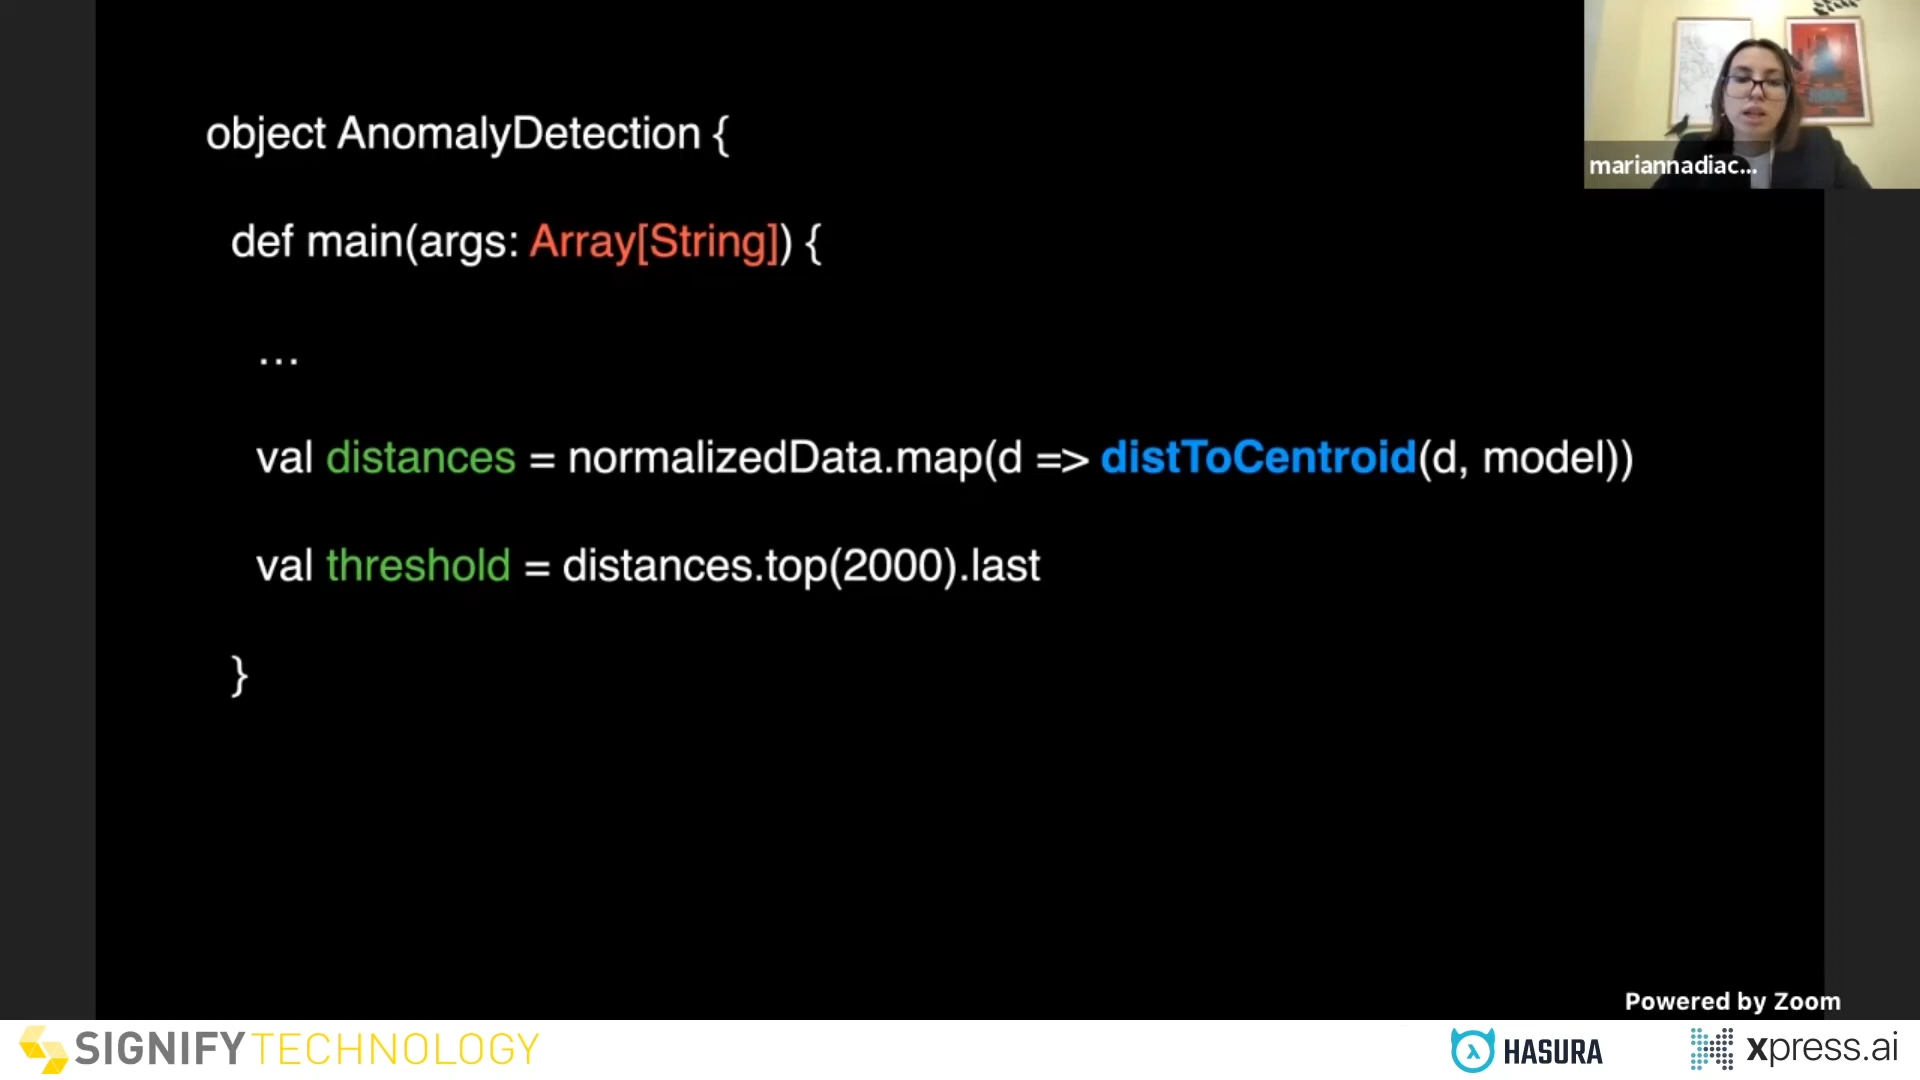 object AnomalyDetection {
def main(args: Array[String]) {
...
val distances = normalizedData.map(d => distToCentroid(d, model))
val threshold = distances.top(2000).last
}
mariannadiac...
Powered by Zoom
SIGNIFY TECHNOLOGY
HASURA
xpress.ai